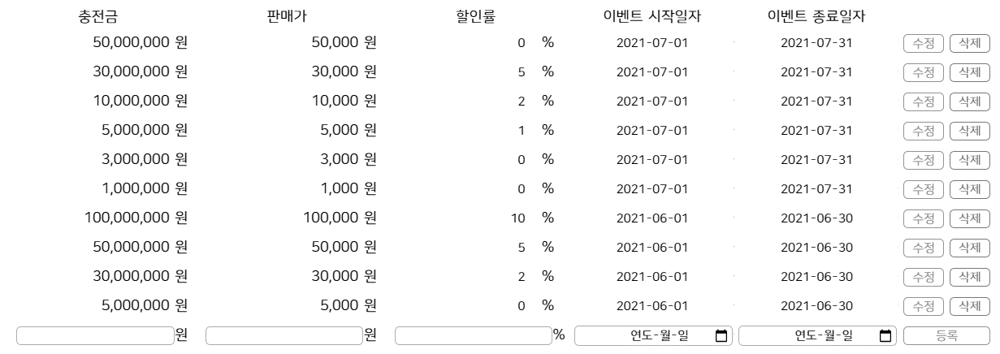 충전금 판매가 할인률 이벤트 시작일자 이벤트 종료일자
50,000,000 원 50,000 원 0 % 2021-07-01 2021-07-31 수정 삭제
30,000,000 원 30,000 원 5 % 2021-07-01 2021-07-31 수정 삭제
10,000,000 원 10,000 원 2 % 2021-07-01 2021-07-31 수정 삭제
5,000,000 원 5,000 원 1 % 2021-07-01 2021-07-31 수정 삭제
3,000,000 원 3,000 원 0 % 2021-07-01 2021-07-31 수정 삭제
1,000,000 원 1,000 원 0 % 2021-07-01 2021-07-31 수정 삭제
100,000,000 원 100,000 원 10 % 2021-06-01 2021-06-30 수정 삭제
50,000,000 원 50,000 원 5 % 2021-06-01 2021-06-30 수정 삭제
30,000,000 원 30,000 원 2 % 2021-06-01 2021-06-30 수정 삭제
5,000,000 원 5,000 원 0 % 2021-06-01 2021-06-30 수정 삭제
원 원 % 연도-월-일 연도-월-일 등록